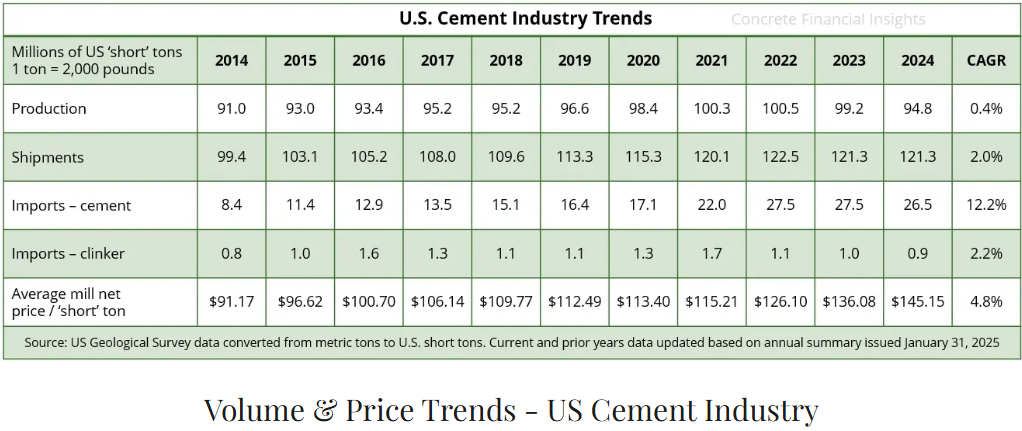 U.S. Cement Industry Trends Concrete Financial Insights
Millions of US ‘short’ tons
1 ton = 2,000 pounds
2014 2015 2016 2017 2018 2019 2020 2021 2022 2023 2024 CAGR
Production 91.0 93.0 93.4 95.2 95.2 96.6 98.4 100.3 100.5 99.2 94.8 0.4%
Shipments 99.4 103.1 105.2 108.0 109.6 113.3 115.3 120.1 122.5 121.3 121.3 2.0%
Imports – cement 8.4 11.4 12.9 13.5 15.1 16.4 17.1 22.0 27.5 27.5 26.5 12.2%
Imports – clinker 0.8 1.0 1.6 1.3 1.1 1.1 1.3 1.7 1.1 1.0 0.9 2.2%
Average mill net
price / ‘short’ ton
$91.17 $96.62 $100.70 $106.14 $109.77 $112.49 $113.40 $115.21 $126.10 $136.08 $145.15 4.8%
Source: US Geological Survey data converted from metric tons to U.S. short tons. Current and prior years data updated based on annual summary issued January 31, 2025
Volume & Price Trends - US Cement Industry